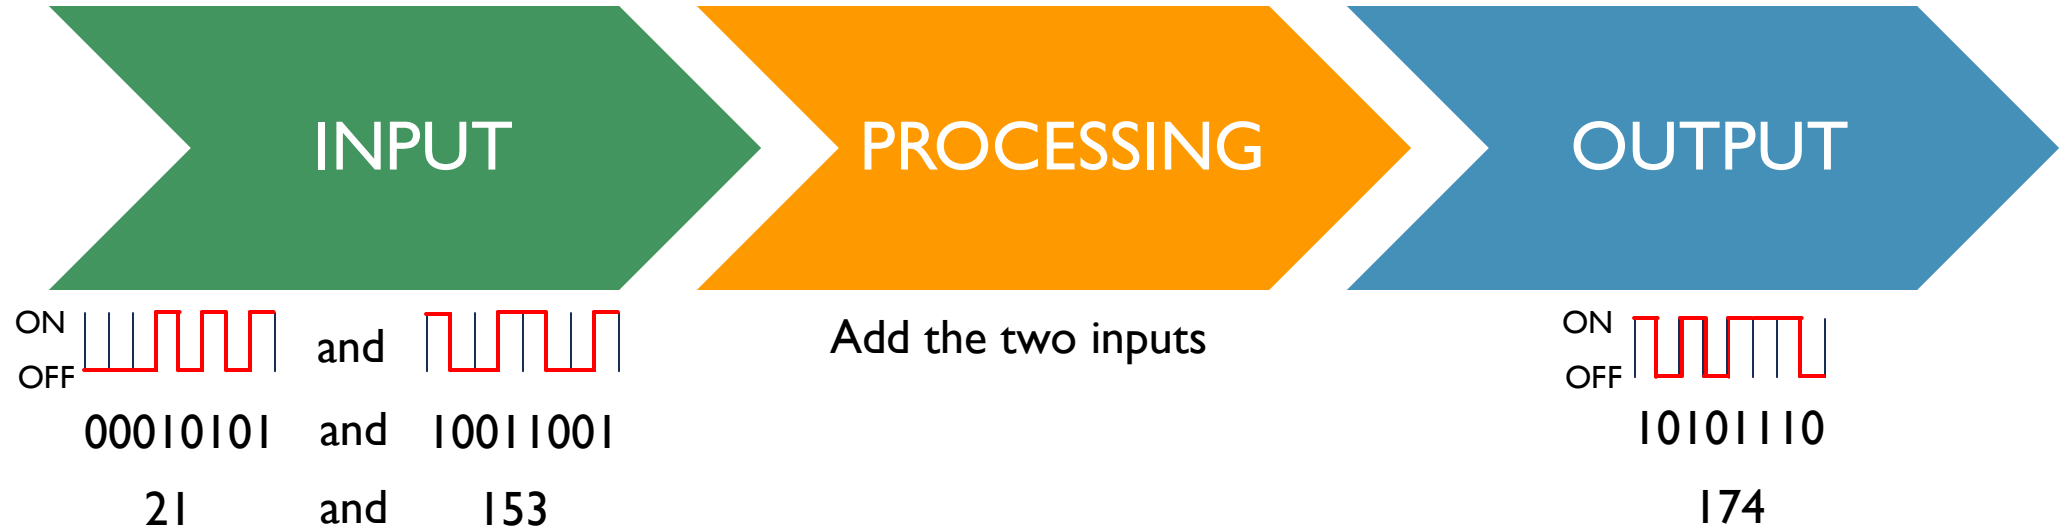 INPUT
PROCESSING
OUTPUT
ON
OFF
and
Add the two inputs
ON
OFF
00010101 and 10011001
10101110
21 and 153
174